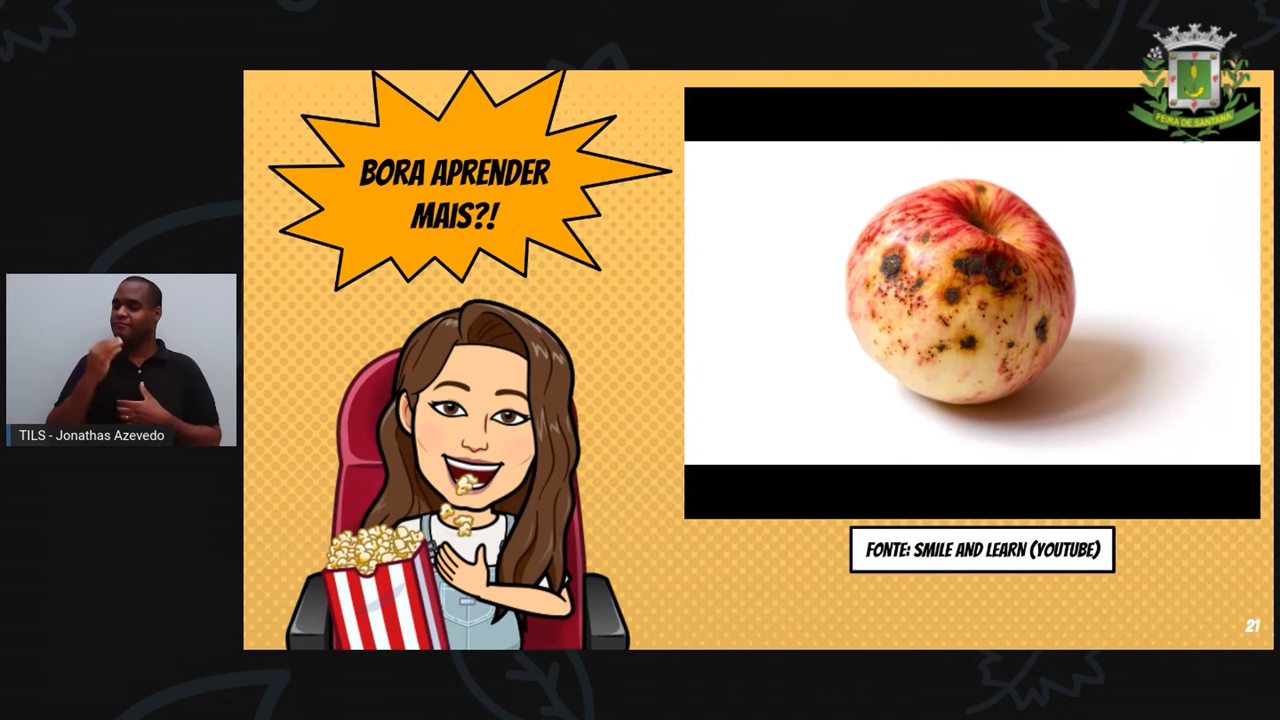 FEIRA DE SANTANA
BORA APRENDER
MAIS?!
TILS - Jonathas Azevedo
FONTE: SMILE AND LEARN (YOUTUBE)
21